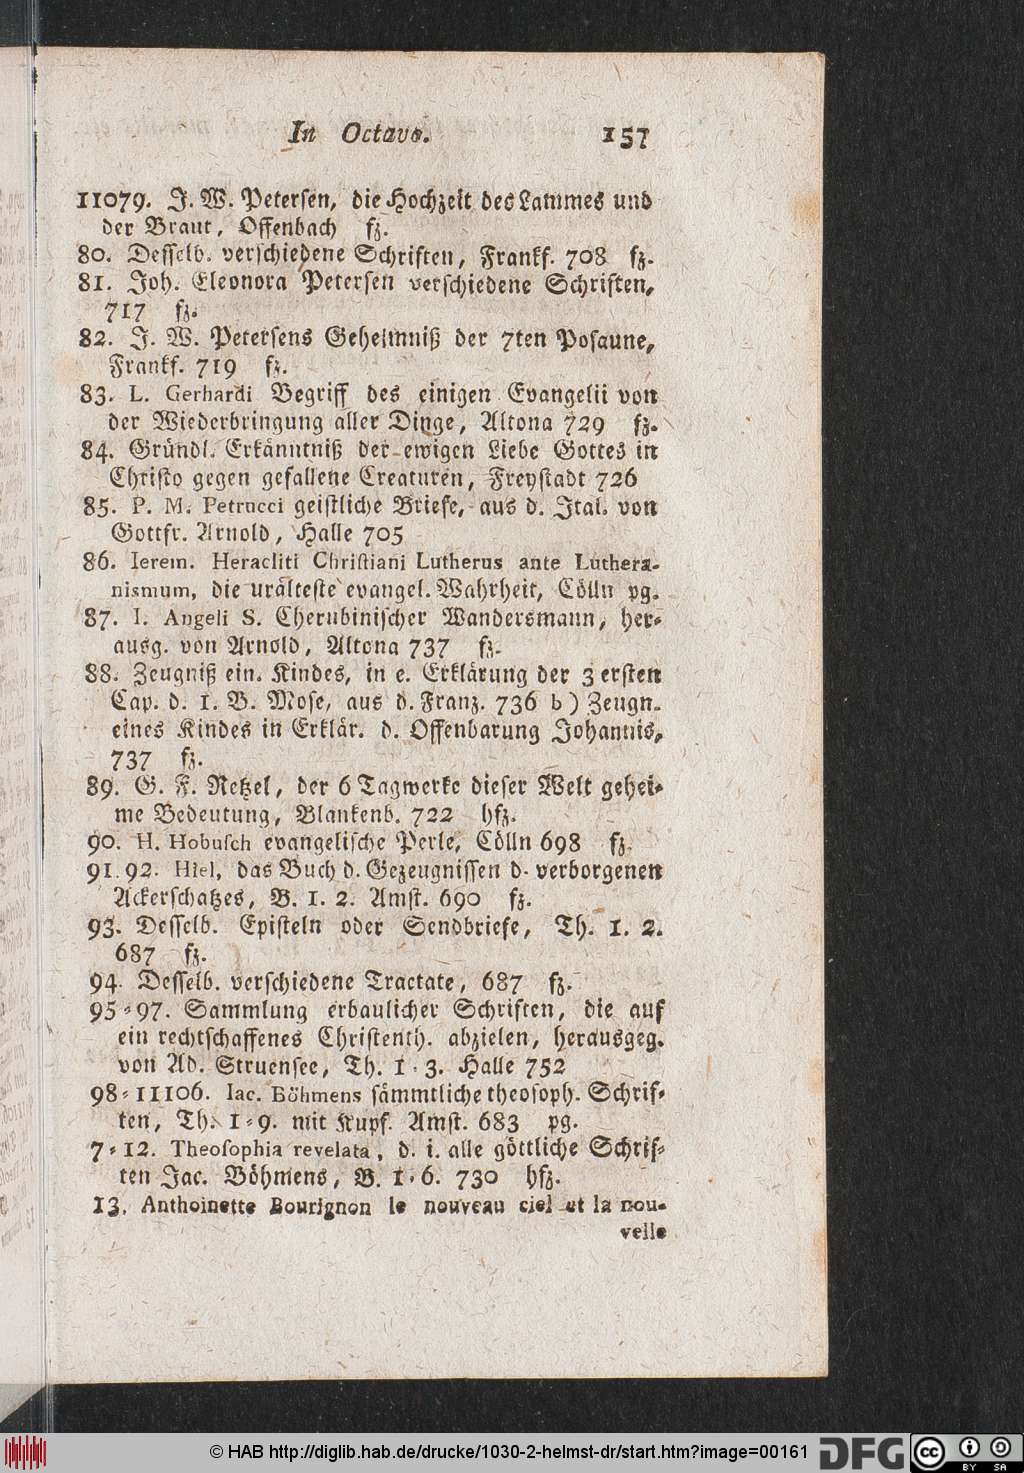 In Octavo. 157
11079. J. W. Petersen, die Hochzeit des Lammes und
der Braut, Offenbach fz.
80. Desselb. verschiedene Schriften, Frankf. 708 fz.
81. Joh. Eleonora Petersen verschiedene Schriften,
717 fz.
82. J. W. Petersens Geheimniß der 7ten Posaune,
Frankf. 719 fz.
83. L. Gerhardi Begriff des einigen Evangelii von
der Wiederbringung aller Dinge, Altona 729 fz.
84. Gründl. Erkänntniß der ewigen Liebe Gottes in
Christo gegen gefallene Creaturen, Freystadt 726
85. P. M. Petrucci geistliche Briefe, aus d. Ital. von
Gottfr. Arnold, Halle 705
86. Ierem. Heracliti Christiani Lutherus ante Luthera-
nismum, die urälteste evangel. Wahrheit, Cölln pg.
87. I. Angeli S. Cherubinischer Wandersmann, her-
ausg. von Arnold, Altona 737 fz.
88. Zeugniß ein. Kindes, in e. Erklärung der 3 ersten
Cap. d. 1. B. Mose, aus d. Franz. 736 b) Zeugn.
eines Kindes in Erklär. d. Offenbarung Johannis,
737 fz.
89. G. F. Netzel, der 6 Tagwerke dieser Welt gehei-
me Bedeutung, Blankenb. 722 hfz.
90. H. Hobusch evangelische Perle, Cölln 698 fz.
91. 92. Hiel, das Buch d. Gezeugnissen d. verborgenen
Ackerschatzes, B. 1. 2. Amst. 690 fz.
93. Desselb. Episteln oder Sendbriefe, Th. 1. 2.
687 fz.
94. Desselb. verschiedene Tractate, 687 fz.
95-97. Sammlung erbaulicher Schriften, die auf
ein rechtschaffenes Christenth. abzielen, herausgeg.
von Ad. Struensee, Th. 1-3. Halle 752
98-11106. Iac. Böhmens sämmtliche theosoph. Schrif-
ten, Th. 1-9. mit Kupf. Amst. 683 pg.
7-12. Theosophia revelata, d. i. alle göttliche Schrif-
ten Jac. Böhmens, B. 1-6. 730 hfz.
13. Anthoinette Bourignon le nouveau ciel et la nou-
velle
© HAB http://diglib.hab.de/drucke/1030-2-helmst-dr/start.htm?image=00161 DFG cc BY SA